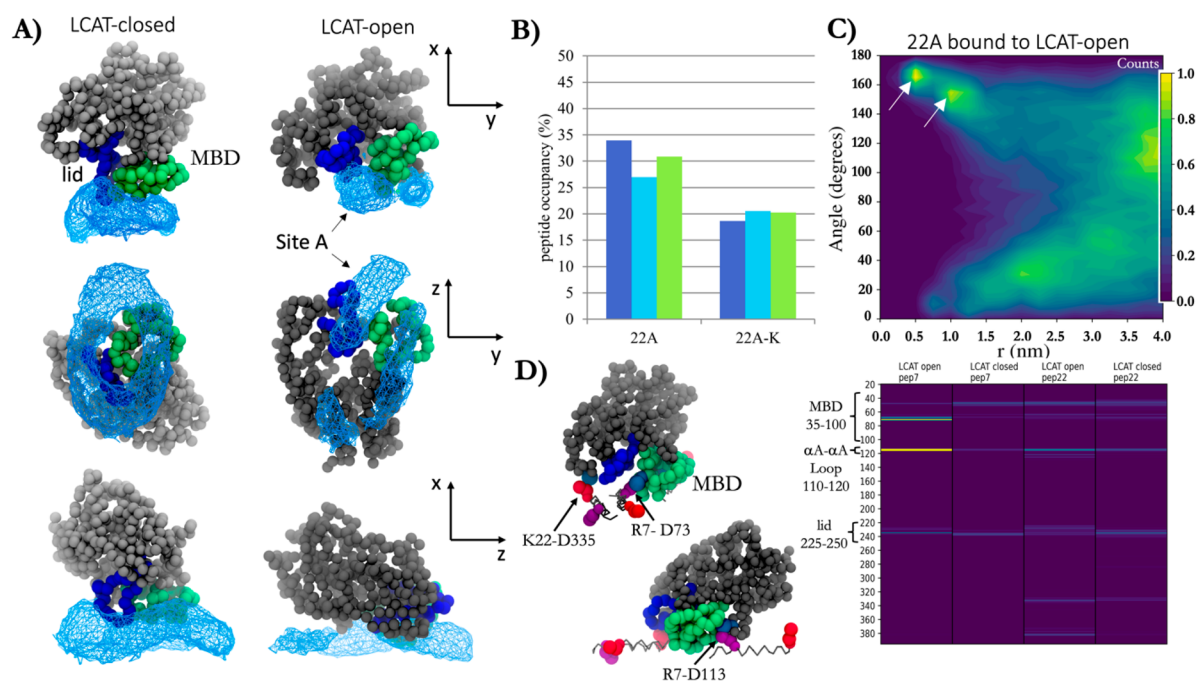 A)
LCAT-closed
LCAT-open
x
y
lid
MBD
Site A
z
y
x
z
B)
peptide occupancy (%)
50
45
40
35
30
25
20
15
10
5
0
22A
22A-K
C)
22A bound to LCAT-open
Counts
Angle (degrees)
180
160
140
120
100
80
60
40
20
0
0.0 0.5 1.0 1.5 2.0 2.5 3.0 3.5 4.0
r (nm)
1.0
0.8
0.6
0.4
0.2
0.0
D)
MBD
K22-D335
R7- D73
R7-D113
LCAT open LCAT closed LCAT open LCAT closed
pep7 pep7 pep22 pep22
MBD
35-100
αA-αA
Loop
110-120
lid
225-250
20
40
60
80
100
120
140
160
180
200
220
240
260
280
300
320
340
360
380